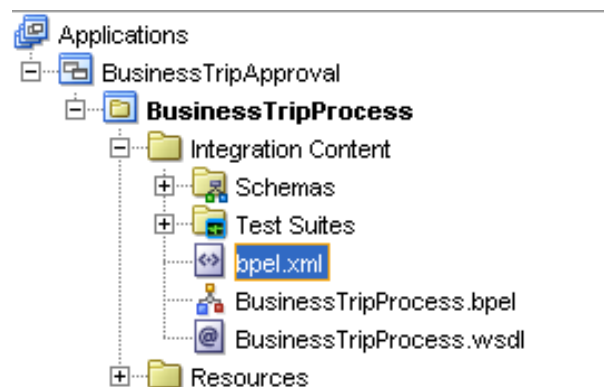 Applications
BusinessTripApproval
BusinessTripProcess
Integration Content
Schemas
Test Suites
bpel.xml
BusinessTripProcess.bpel
BusinessTripProcess.wsdl
Resources